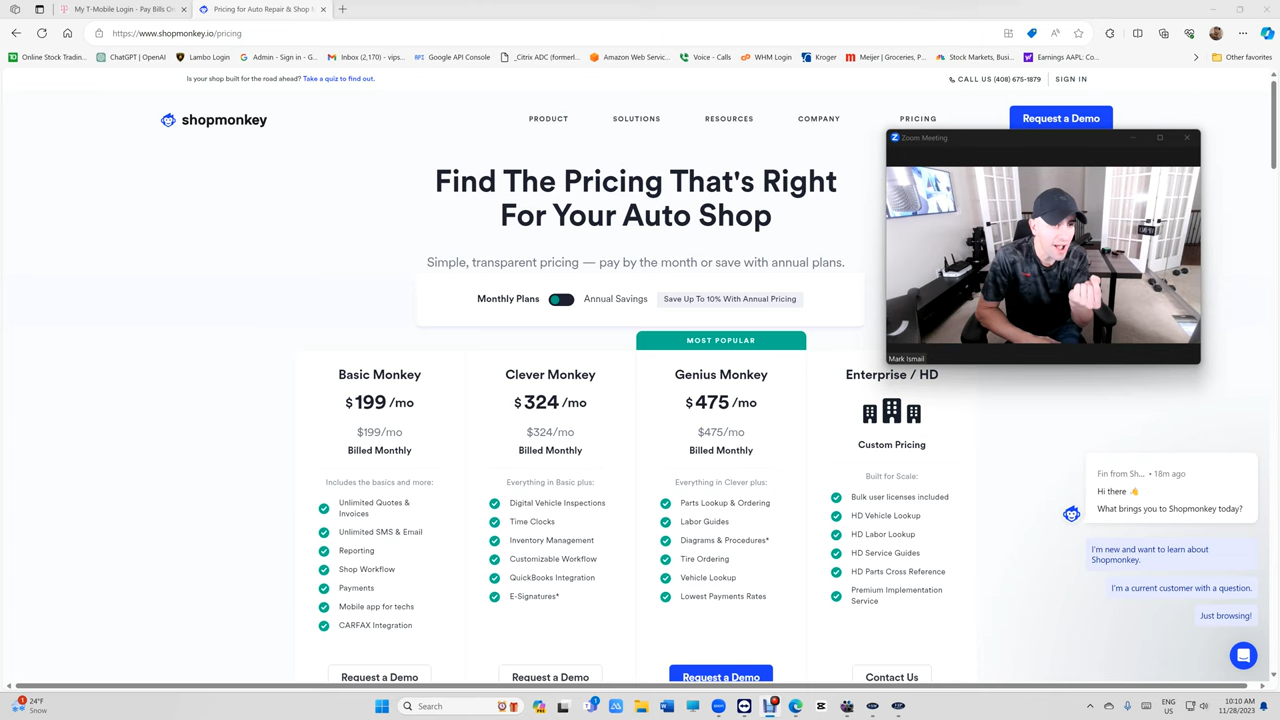 My T-Mobile Login - Pay Bills O
Pricing for Auto Repair & Shop M
https://www.shopmonkey.io/pricing
Online Stock Trading
ChatGPT | OpenAI
Lambo Login
Admin - Sign in - G...
Inbox (2,170) - vips...
Google API Console
_Citrix ADC (formerl...
Amazon Web Servic...
Voice - Calls
WHM Login
Kroger
Meijer | Groceries, P...
Stock Markets, Busi...
Earnings AAPL: Co...
Other favorites
Is your shop built for the road ahead? Take a quiz to find out.
CALL US (408) 675-1879
SIGN IN
shopmonkey
PRODUCT
SOLUTIONS
RESOURCES
COMPANY
PRICING
Request a Demo
Zoom Meeting
Find The Pricing That's Right
For Your Auto Shop
Simple, transparent pricing — pay by the month or save with annual plans.
Monthly Plans
Annual Savings
Save Up To 10% With Annual Pricing
Mark Ismail
MOST POPULAR
Basic Monkey
$199 /mo
$199/mo
Billed Monthly
Includes the basics and more:
Unlimited Quotes &
Invoices
Unlimited SMS & Email
Reporting
Shop Workflow
Payments
Mobile app for techs
CARFAX Integration
Request a Demo
Clever Monkey
$324 /mo
$324/mo
Billed Monthly
Everything in Basic plus:
Digital Vehicle Inspections
Time Clocks
Inventory Management
Customizable Workflow
QuickBooks Integration
E-Signatures*
Request a Demo
Genius Monkey
$475 /mo
$475/mo
Billed Monthly
Everything in Clever plus:
Parts Lookup & Ordering
Labor Guides
Diagrams & Procedures*
Tire Ordering
Vehicle Lookup
Lowest Payments Rates
Request a Demo
Enterprise / HD
Custom Pricing
Built for Scale:
Bulk user licenses included
HD Vehicle Lookup
HD Labor Lookup
HD Service Guides
HD Parts Cross Reference
Premium Implementation
Service
Contact Us
Fin from Sh... • 18m ago
Hi there 👋
What brings you to Shopmonkey today?
I'm new and want to learn about
Shopmonkey.
I'm a current customer with a question.
Just browsing!
24°F
Snow
Search
ENG
US
10:10 AM
11/28/2023